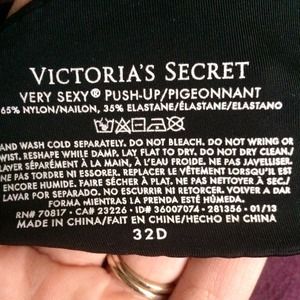 VICTORIA'S SECRET
VERY SEXY® PUSH-UP/PIGEONNANT
65% NYLON/NAILON, 35% ELASTANE/ÉLASTANE/ELASTANO
AND WASH COLD SEPARATELY. DO NOT BLEACH. DO NOT WRING OR
WIST. RESHAPE WHILE DAMP. LAY FLAT TO DRY. DO NOT DRY CLEAN./
LAVER SÉPARÉMENT À LA MAIN, À L'EAU FROIDE. NE PAS JAVELLISER.
NE PAS TORDRE NI ESSORER. REPLACER LE VÊTEMENT LORSQU'IL EST
ENCORE HUMIDE. FAIRE SÉCHER À PLAT. NE PAS NETTOYER À SEC./
LAVAR POR SEPARADO. NO ESCURRIR NI RETORCER. VOLVER A DAR
FORMA MIENTRAS LA PRENDA ESTÉ HÚMEDA.
RN# 70817 - CA# 23226 - ID# 36007074 - 281356 - 01/13
MADE IN CHINA/FAIT EN CHINE/HECHO EN CHINA
32D